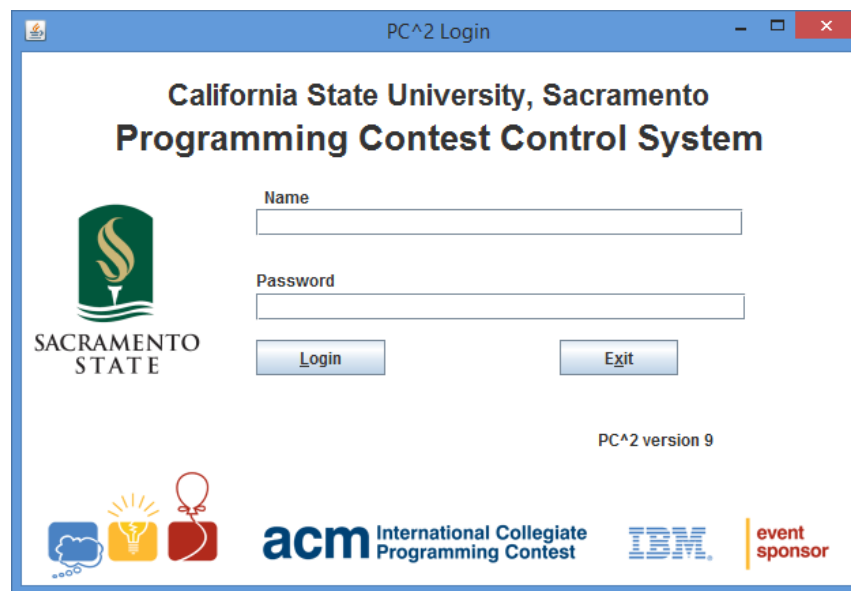 PC^2 Login
California State University, Sacramento
Programming Contest Control System
Name
Password
SACRAMENTO
STATE
Login
Exit
PC^2 version 9
acm
International Collegiate
Programming Contest
IBM.
event
sponsor